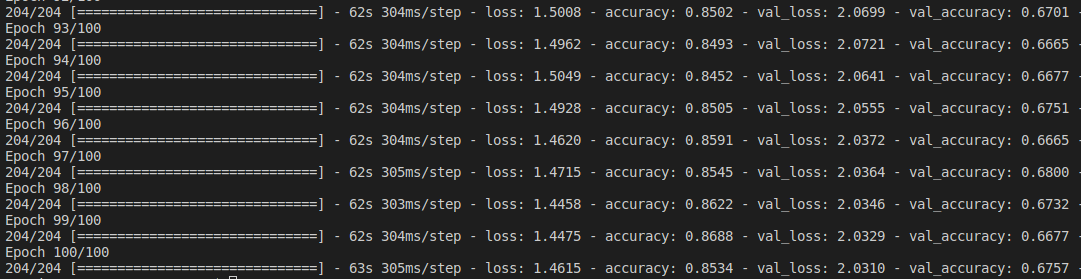 204/204 [==============================] - 62s 304ms/step - loss: 1.5008 - accuracy: 0.8502 - val_loss: 2.0699 - val_accuracy: 0.6701 -
Epoch 93/100
204/204 [==============================] - 62s 304ms/step - loss: 1.4962 - accuracy: 0.8493 - val_loss: 2.0721 - val_accuracy: 0.6665 -
Epoch 94/100
204/204 [==============================] - 62s 304ms/step - loss: 1.5049 - accuracy: 0.8452 - val_loss: 2.0641 - val_accuracy: 0.6677 -
Epoch 95/100
204/204 [==============================] - 62s 304ms/step - loss: 1.4928 - accuracy: 0.8505 - val_loss: 2.0555 - val_accuracy: 0.6751 -
Epoch 96/100
204/204 [==============================] - 62s 304ms/step - loss: 1.4620 - accuracy: 0.8591 - val_loss: 2.0372 - val_accuracy: 0.6665 -
Epoch 97/100
204/204 [==============================] - 62s 305ms/step - loss: 1.4715 - accuracy: 0.8545 - val_loss: 2.0364 - val_accuracy: 0.6800 -
Epoch 98/100
204/204 [==============================] - 62s 303ms/step - loss: 1.4458 - accuracy: 0.8622 - val_loss: 2.0346 - val_accuracy: 0.6732 -
Epoch 99/100
204/204 [==============================] - 62s 304ms/step - loss: 1.4475 - accuracy: 0.8688 - val_loss: 2.0329 - val_accuracy: 0.6677 -
Epoch 100/100
204/204 [==============================] - 63s 305ms/step - loss: 1.4615 - accuracy: 0.8534 - val_loss: 2.0310 - val_accuracy: 0.6757 -